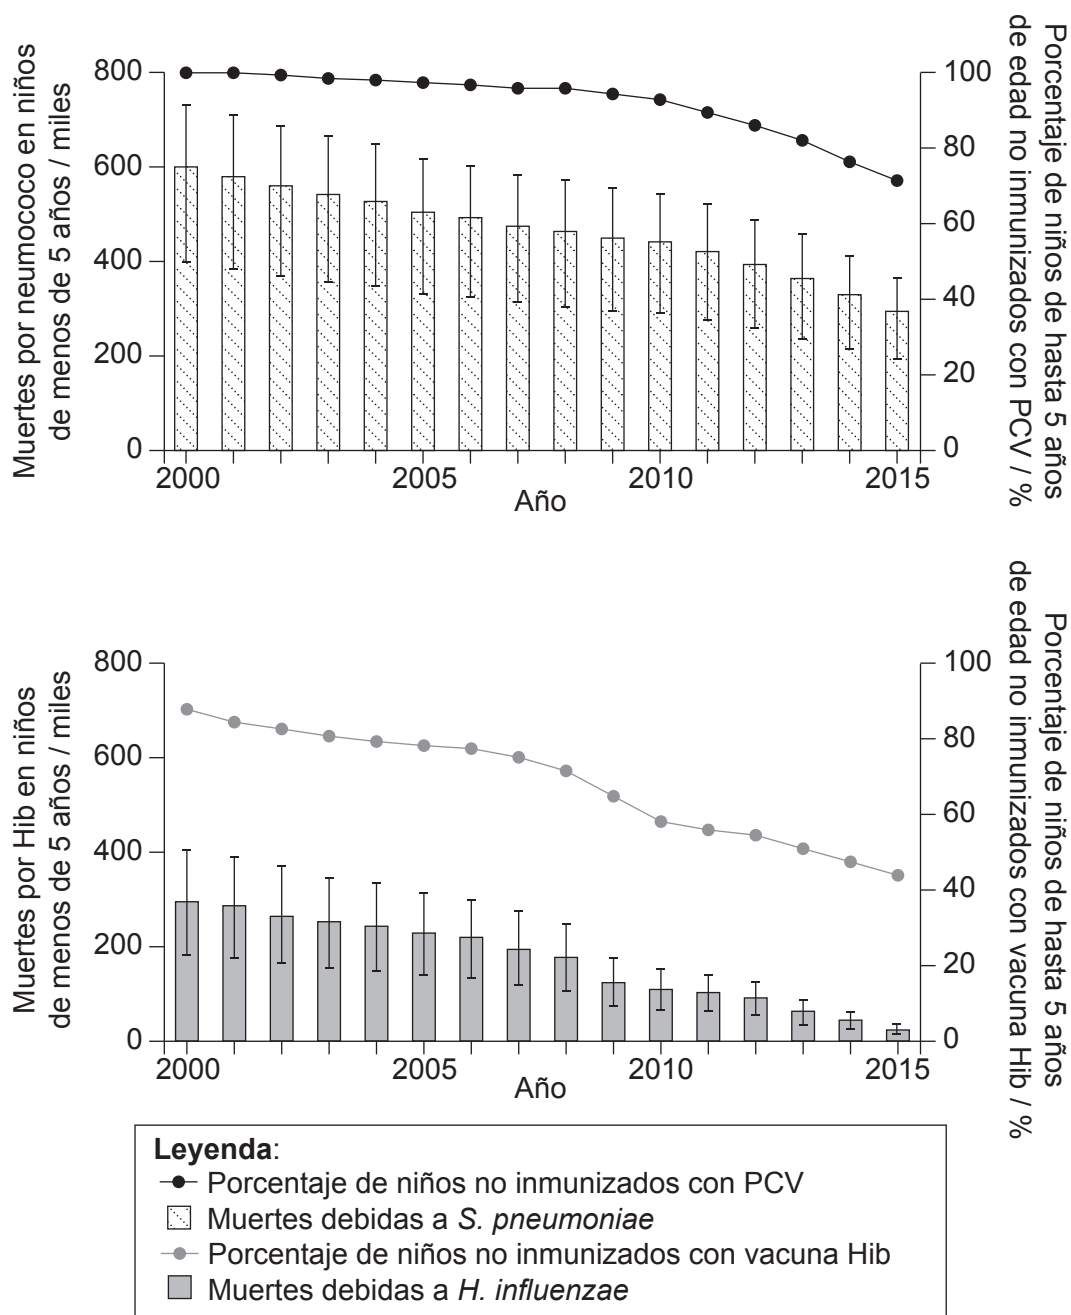 Muertes por neumococo en niños
de menos de 5 años / miles
800
600
400
200
0
100
80
60
40
20
0
Porcentaje de niños de hasta 5 años
de edad no inmunizados con PCV / %
2000
2005
2010
2015
Año
Muertes por Hib en niños
de menos de 5 años / miles
800
600
400
200
0
100
80
60
40
20
0
Porcentaje de niños de hasta 5 años
de edad no inmunizados con vacuna Hib / %
2000
2005
2010
2015
Año
Leyenda:
Porcentaje de niños no inmunizados con PCV
Muertes debidas a S. pneumoniae
Porcentaje de niños no inmunizados con vacuna Hib
Muertes debidas a H. influenzae